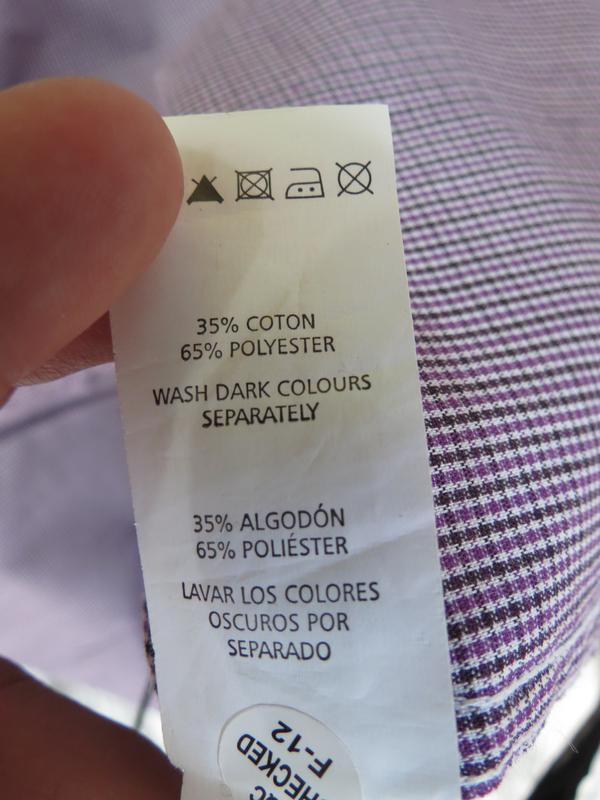 35% COTON
65% POLYESTER
WASH DARK COLOURS
SEPARATELY
35% ALGODÓN
65% POLIÉSTER
LAVAR LOS COLORES
OSCUROS POR
SEPARADO
F-12